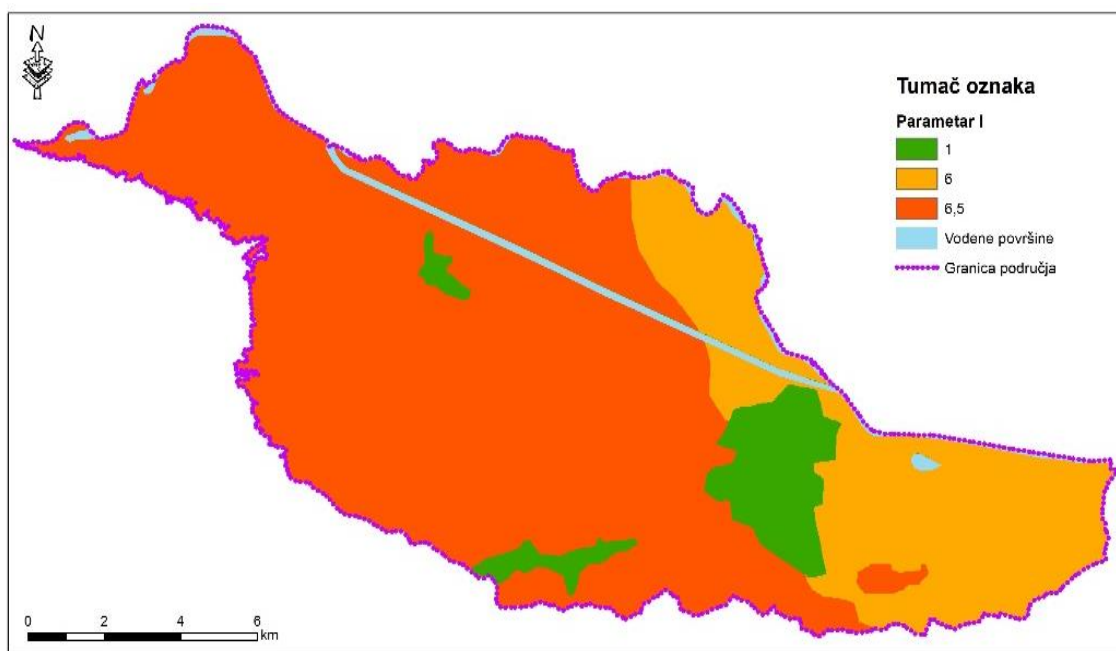 N
Tumač oznaka
Parametar I
1
6
6,5
Vodene površine
Granica područja
0 2 4 6
km